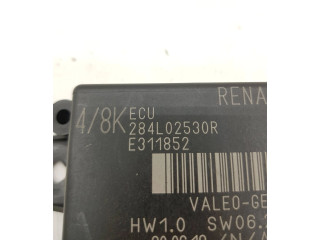 RENA
4/8K ECU
284L02530R
E311852
VALEO-GE
HW1.0 SW06.